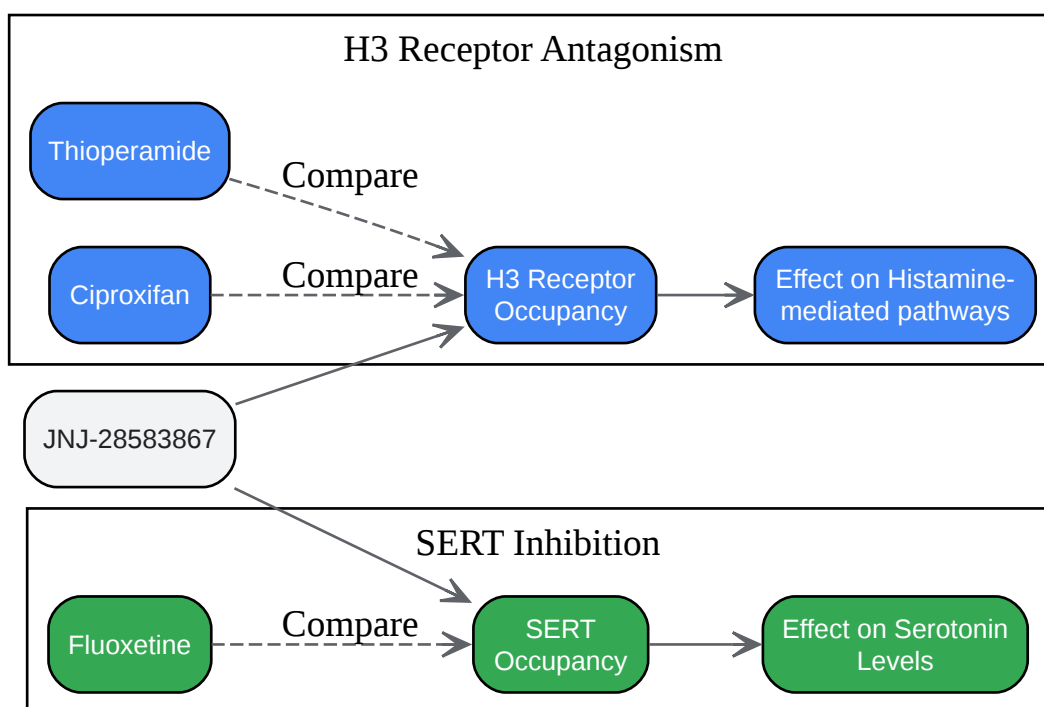 H3 Receptor Antagonism
Thioperamide
Compare
Ciproxifan
Compare
H3 Receptor
Occupancy
Effect on Histamine-
mediated pathways
JNJ-28583867
SERT Inhibition
Fluoxetine
Compare
SERT
Occupancy
Effect on Serotonin
Levels